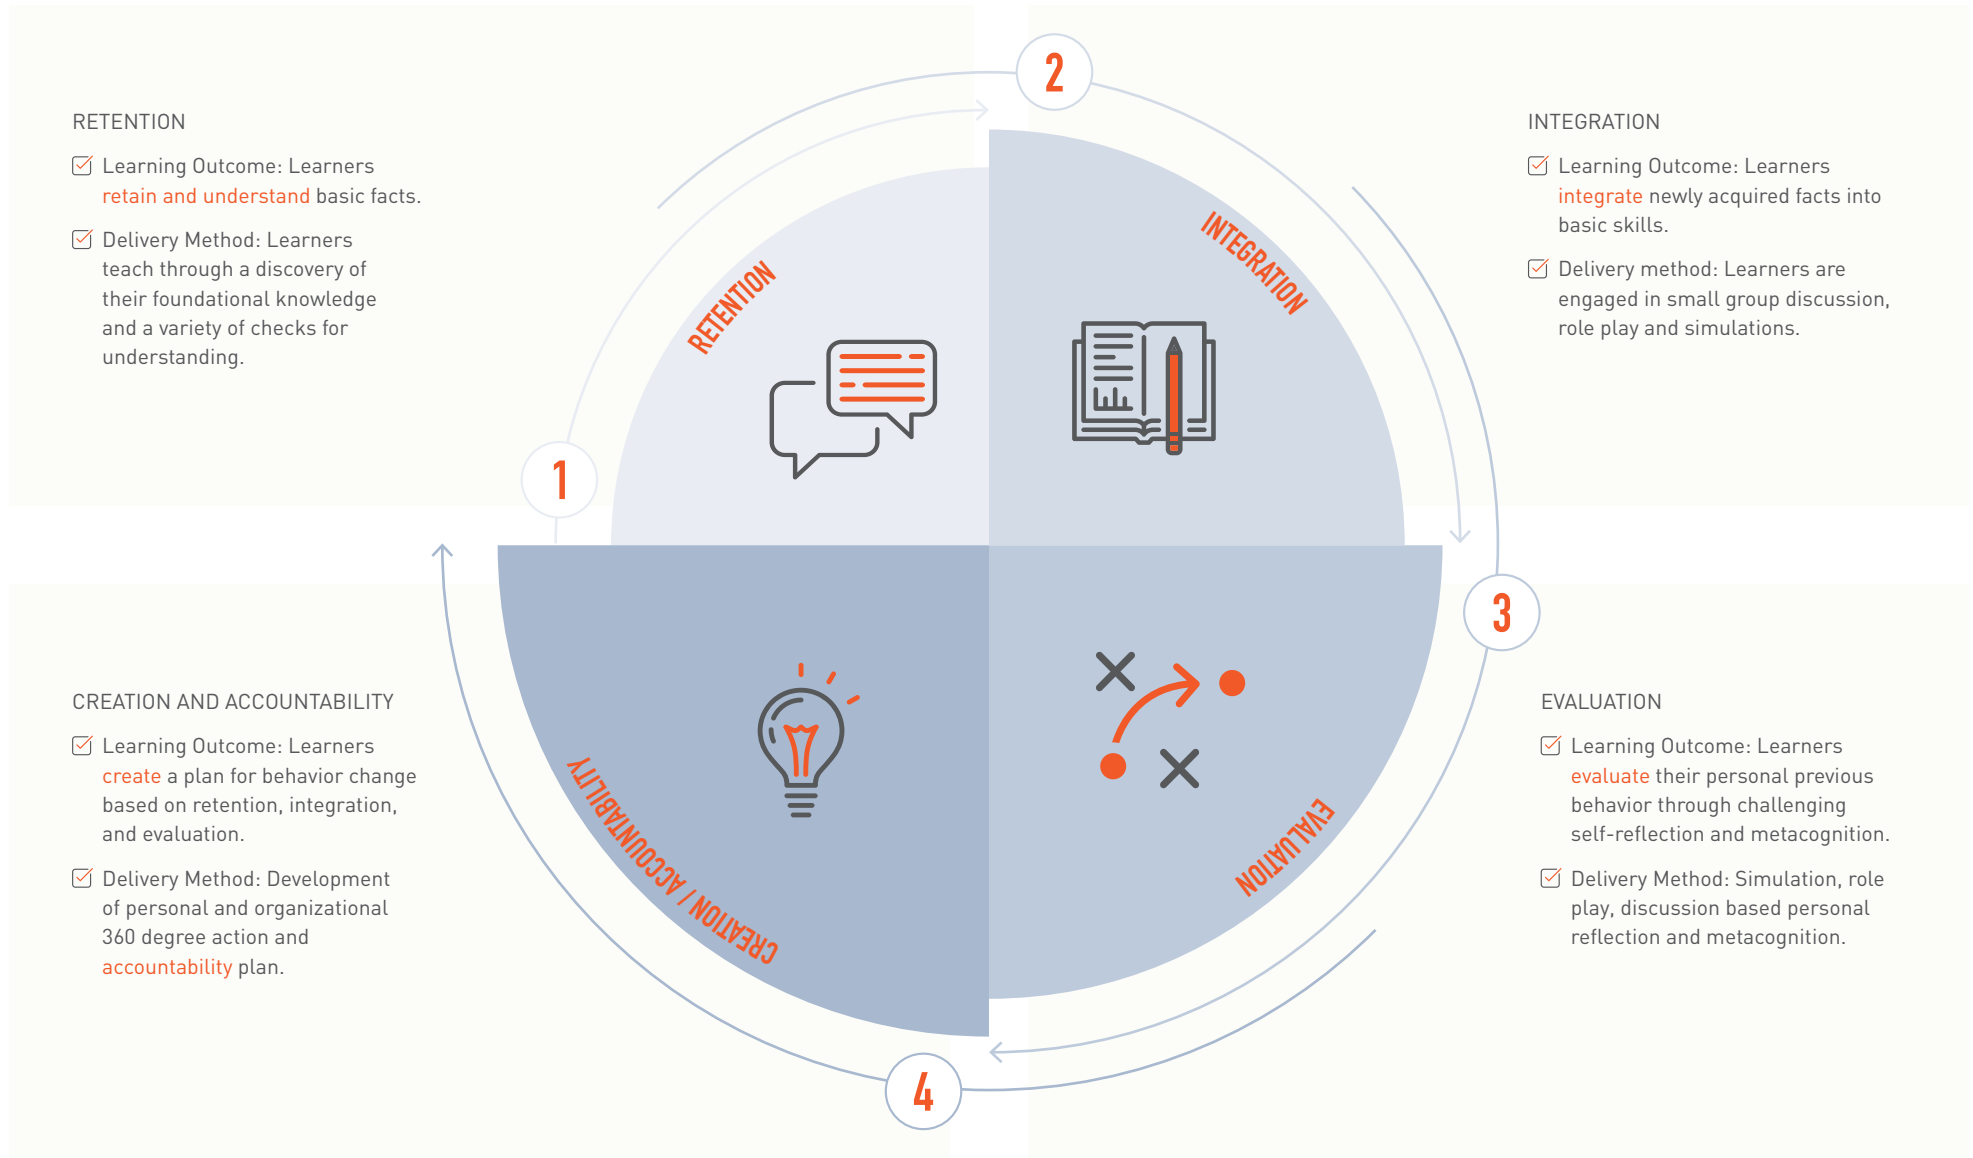 RETENTION
Learning Outcome: Learners
retain and understand basic facts.
Delivery Method: Learners
teach through a discovery of
their foundational knowledge
and a variety of checks for
understanding.
1
RETENTION
2
INTEGRATION
INTEGRATION
Learning Outcome: Learners
integrate newly acquired facts into
basic skills.
Delivery method: Learners are
engaged in small group discussion,
role play and simulations.
3
EVALUATION
EVALUATION
Learning Outcome: Learners
evaluate their personal previous
behavior through challenging
self-reflection and metacognition.
Delivery Method: Simulation, role
play, discussion based personal
reflection and metacognition.
4
CREATION / ACCOUNTABILITY
CREATION AND ACCOUNTABILITY
Learning Outcome: Learners
create a plan for behavior change
based on retention, integration,
and evaluation.
Delivery Method: Development
of personal and organizational
360 degree action and
accountability plan.